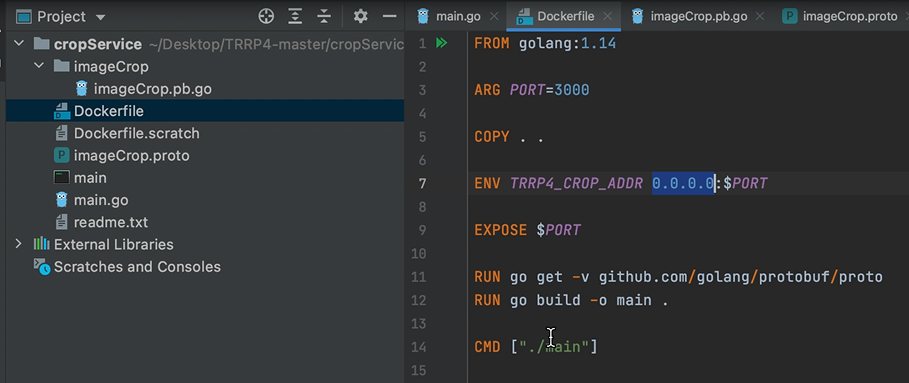 Project
main.go
Dockerfile
imageCrop.pb.go
imageCrop.proto
cropService ~/Desktop/TRRP4-master/cropServic
imageCrop
imageCrop.pb.go
Dockerfile
Dockerfile.scratch
imageCrop.proto
main
main.go
readme.txt
External Libraries
Scratches and Consoles
1 FROM golang:1.14
2
3 ARG PORT=3000
4
5 COPY . .
6
7 ENV TRRP4_CROP_ADDR 0.0.0.0:$PORT
8
9 EXPOSE $PORT
10
11 RUN go get -v github.com/golang/protobuf/proto
12 RUN go build -o main .
13
14 CMD ["./main"]
15